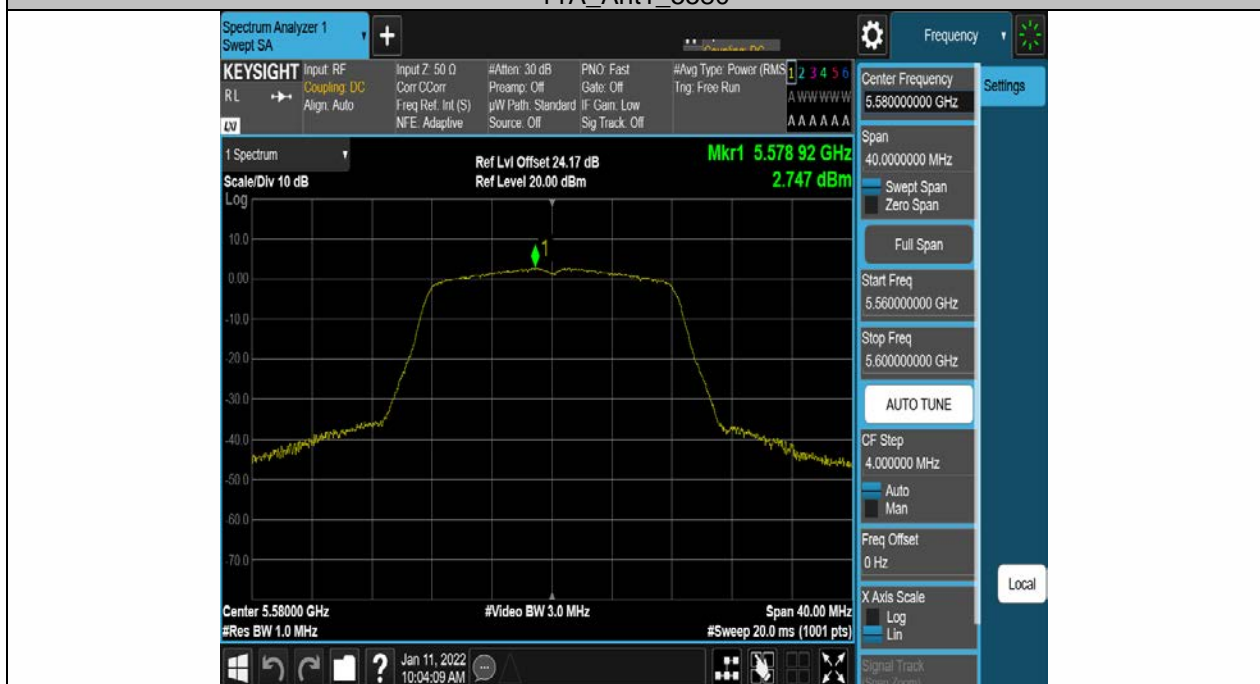 11A_Ant1_5580
Spectrum Analyzer 1
Swept SA
Coupling: DC
Frequency
KEYSIGHT
RL
LXI
Input: RF
Coupling: DC
Align: Auto
Input Z: 50 Ω
Corr CCorr
Freq Ref: Int (S)
NFE: Adaptive
#Atten: 30 dB
Preamp: Off
µW Path: Standard
Source: Off
PNO: Fast
Gate: Off
IF Gain: Low
Sig Track: Off
#Avg Type: Power (RMS
Trig: Free Run
1 2 3 4 5 6
A W W W W W
A A A A A A
1 Spectrum
Scale/Div 10 dB
Log
Ref Lvl Offset 24.17 dB
Ref Level 20.00 dBm
Mkr1 5.578 92 GHz
2.747 dBm
1
10.0
0.00
-10.0
-20.0
-30.0
-40.0
-50.0
-60.0
-70.0
Center 5.58000 GHz
#Res BW 1.0 MHz
#Video BW 3.0 MHz
Span 40.00 MHz
#Sweep 20.0 ms (1001 pts)
?
Jan 11, 2022
10:04:09 AM
Center Frequency
5.580000000 GHz
Span
40.0000000 MHz
Swept Span
Zero Span
Full Span
Start Freq
5.560000000 GHz
Stop Freq
5.600000000 GHz
AUTO TUNE
CF Step
4.000000 MHz
Auto
Man
Freq Offset
0 Hz
X Axis Scale
Log
Lin
Signal Track
(Span Zoom)
Settings
Local